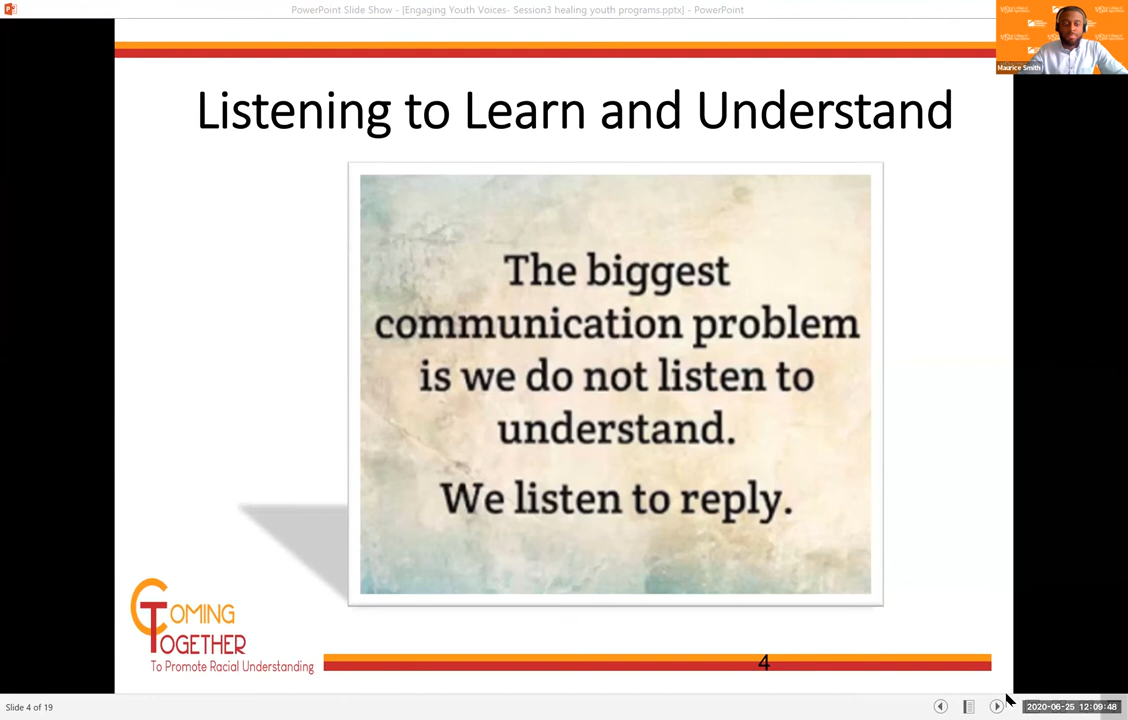 PowerPoint Slide Show - [Engaging Youth Voices- Session3 healing youth programs.pptx] - PowerPoint
Maurice Smith
Listening to Learn and Understand
The biggest
communication problem
is we do not listen to
understand.
We listen to reply.
COMING
TOGETHER
To Promote Racial Understanding
4
Slide 4 of 19
2020-06-25 12:09:48